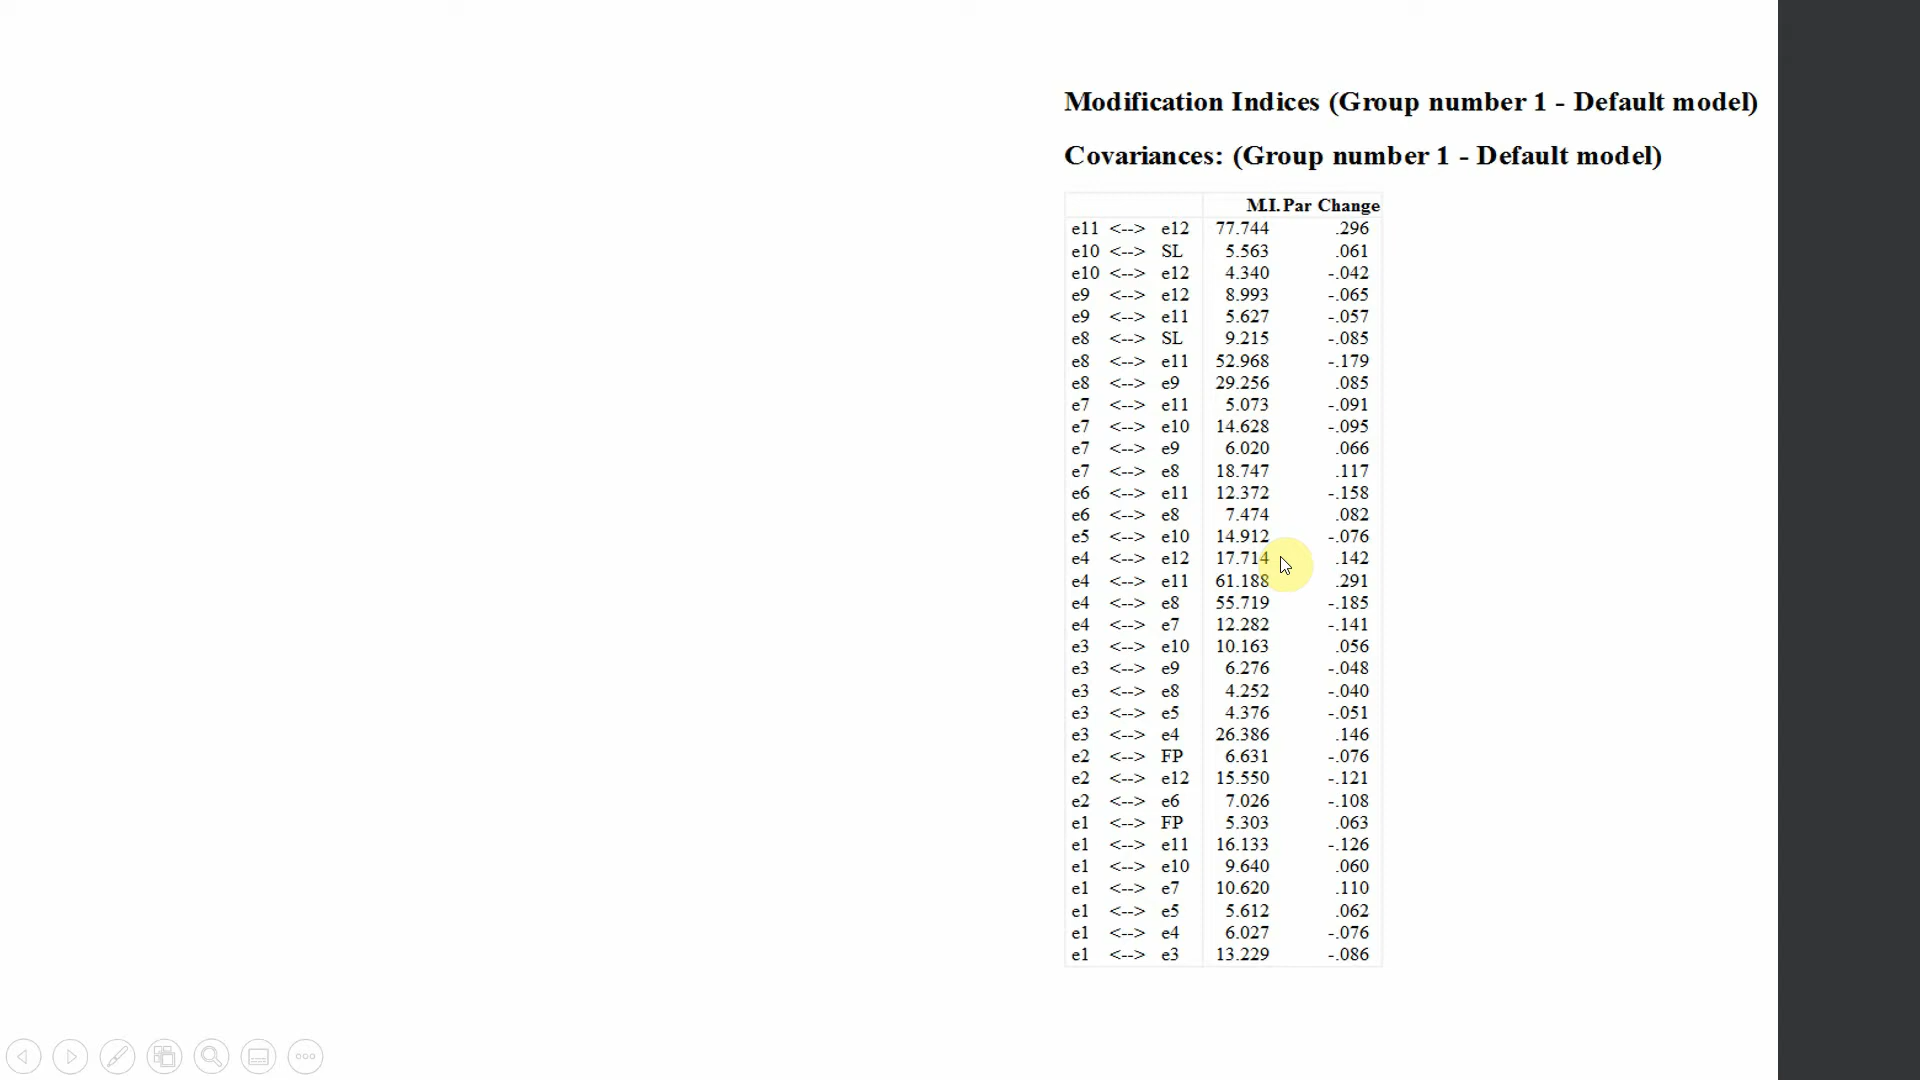 Modification Indices (Group number 1 - Default model)
Covariances: (Group number 1 - Default model)
M.I. Par Change
e11 <--> e12 77.744 .296
e10 <--> SL 5.563 .061
e10 <--> e12 4.340 -.042
e9 <--> e12 8.993 -.065
e9 <--> e11 5.627 -.057
e8 <--> SL 9.215 -.085
e8 <--> e11 52.968 -.179
e8 <--> e9 29.256 .085
e7 <--> e11 5.073 -.091
e7 <--> e10 14.628 -.095
e7 <--> e9 6.020 .066
e7 <--> e8 18.747 .117
e6 <--> e11 12.372 -.158
e6 <--> e8 7.474 .082
e5 <--> e10 14.912 -.076
e4 <--> e12 17.714 .142
e4 <--> e11 61.188 .291
e4 <--> e8 55.719 -.185
e4 <--> e7 12.282 -.141
e3 <--> e10 10.163 .056
e3 <--> e9 6.276 -.048
e3 <--> e8 4.252 -.040
e3 <--> e5 4.376 -.051
e3 <--> e4 26.386 .146
e2 <--> FP 6.631 -.076
e2 <--> e12 15.550 -.121
e2 <--> e6 7.026 -.108
e1 <--> FP 5.303 .063
e1 <--> e11 16.133 -.126
e1 <--> e10 9.640 .060
e1 <--> e7 10.620 .110
e1 <--> e5 5.612 .062
e1 <--> e4 6.027 -.076
e1 <--> e3 13.229 -.086